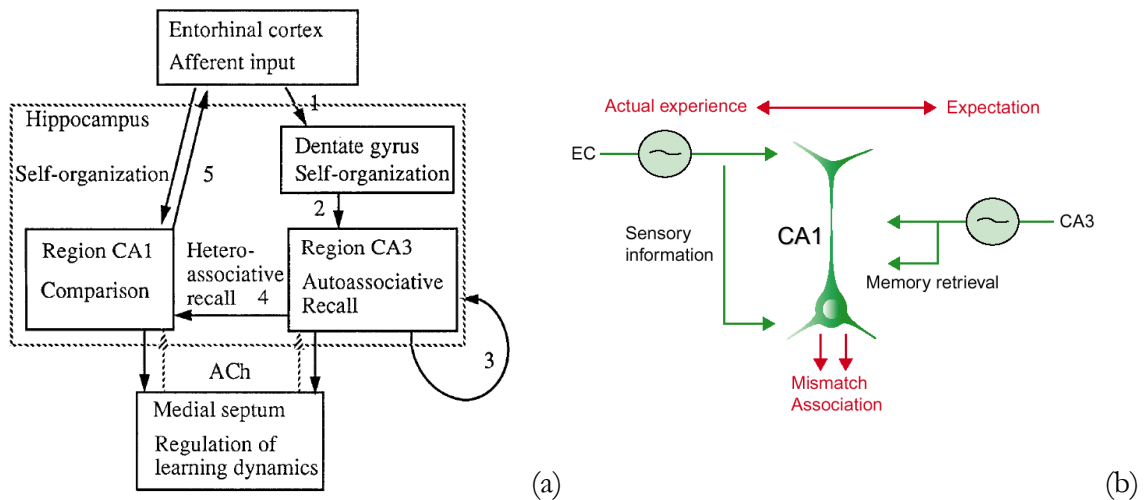 Entorhinal cortex
Afferent input
1
Hippocampus
Dentate gyrus
Self-organization
Self-organization
5
2
Region CA1
Comparison
Hetero-
associative
recall 4
Region CA3
Autoassociative
Recall
3
ACh
Medial septum
Regulation of
learning dynamics
(a)
Actual experience
Expectation
EC
CA3
Sensory
information
CA1
Memory retrieval
Mismatch
Association
(b)